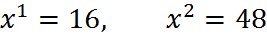 x¹ = 16,  x² = 48